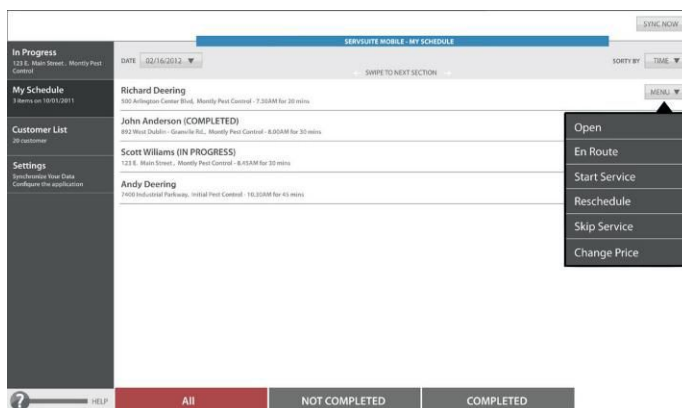 SYNC NOW
SERVSUITE MOBILE - MY SCHEDULE
In Progress
123 E. Main Street., Montly Pest
Control
DATE 02/16/2012
SORTY BY TIME
SWIPE TO NEXT SECTION
My Schedule
3 items on 10/05/2011
Richard Deering
500 Arlington Center Blvd, Montly Pest Control - 7.30AM for 20 mins
MENU
John Anderson (COMPLETED)
892 West Dublin - Granville Rd., Montly Pest Control - 8.00AM for 30 mins
Customer List
20 customer
Scott Wiliams (IN PROGRESS)
123 E. Main Street , Montly Pest Control - 8.45AM for 30 mins
Settings
Synchronize Your Data
Configure the application
Andy Deering
7400 Industrial Parkway, Initial Pest Control - 10.35AM for 45 mins
Open
En Route
Start Service
Reschedule
Skip Service
Change Price
? HELP
All
NOT COMPLETED
COMPLETED